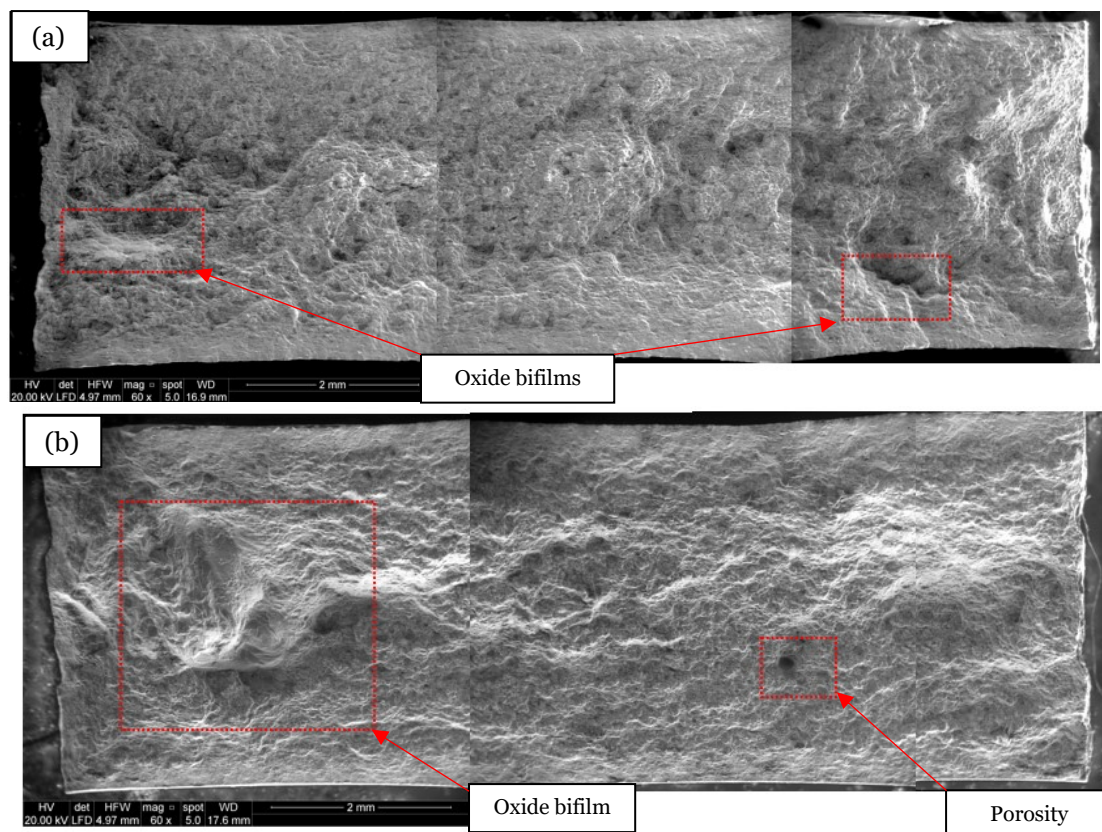 (a)
Oxide bifilms
HV det HFW mag □ spot WD
20.00 kV LFD 4.97 mm 60 x 5.0 16.9 mm
2 mm
(b)
Oxide bifilm
Porosity
HV det HFW mag □ spot WD
20.00 kV LFD 4.97 mm 60 x 5.0 17.6 mm
2 mm